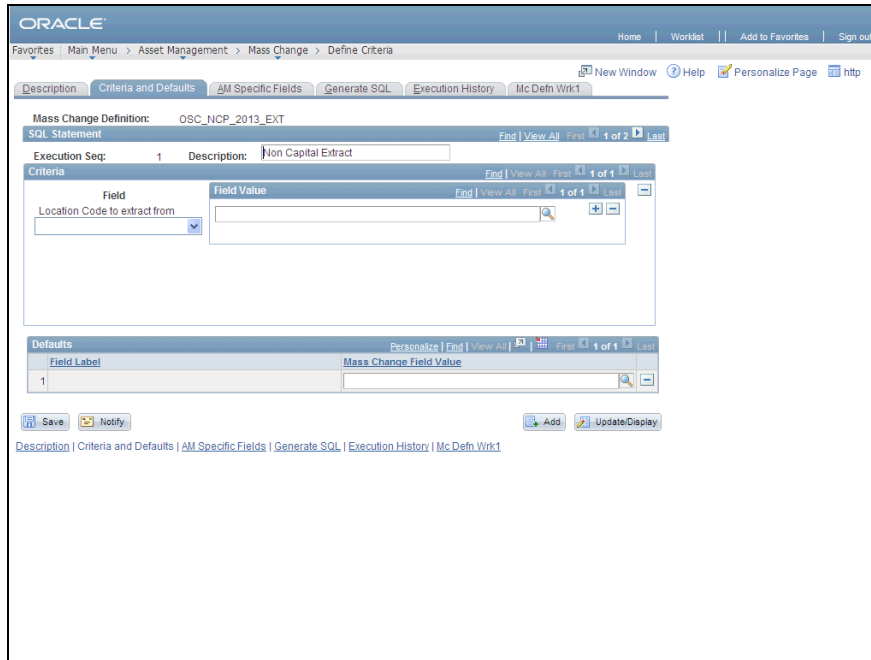 ORACLE
Home | Worklist || Add to Favorites | Sign out
Favorites | Main Menu > Asset Management > Mass Change > Define Criteria
New Window Help Personalize Page http
Description Criteria and Defaults AM Specific Fields Generate SQL Execution History Mc Defn Wrk1
Mass Change Definition: OSC_NCP_2013_EXT
SQL Statement Find | View All First 1 of 2 Last
Execution Seq: 1 Description: Non Capital Extract
Criteria Find | View All First 1 of 1 Last
Field
Field Value Find | View All First 1 of 1 Last
Location Code to extract from
Defaults Personalize | Find | View All | | First 1 of 1 Last
Field Label Mass Change Field Value
1
Save Notify Add Update/Display
Description | Criteria and Defaults | AM Specific Fields | Generate SQL | Execution History | Mc Defn Wrk1